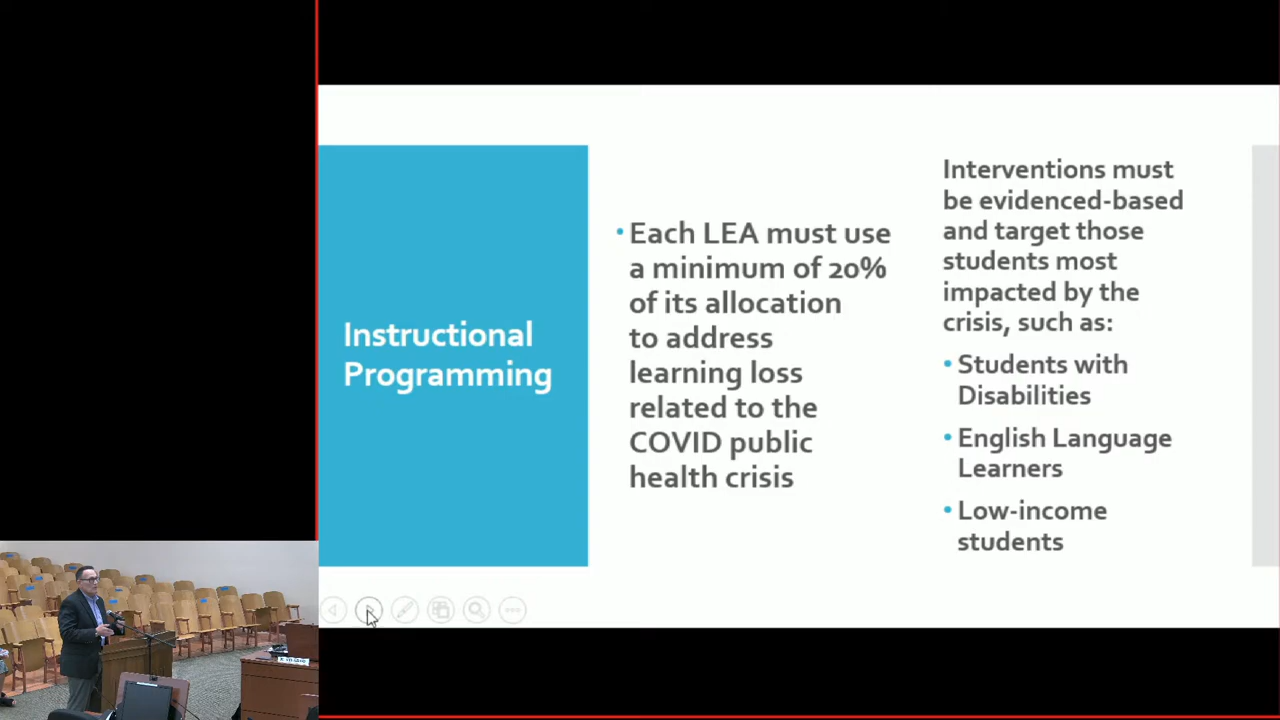 Instructional
Programming
• Each LEA must use
a minimum of 20%
of its allocation
to address
learning loss
related to the
COVID public
health crisis
Interventions must
be evidenced-based
and target those
students most
impacted by the
crisis, such as:
• Students with
Disabilities
• English Language
Learners
• Low-income
students